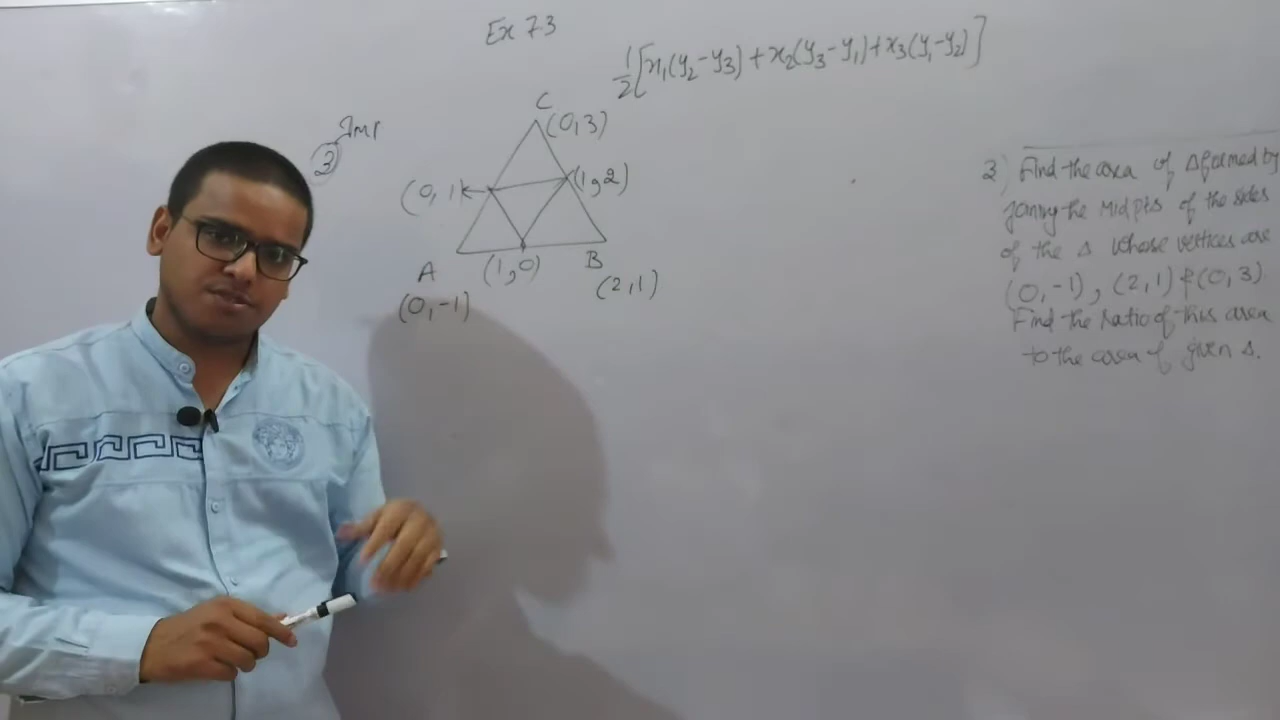 Ex 7.3
1/2[x₁(y₂-y₃)+x₂(y₃-y₁)+x₃(y₁-y₂)]
Imp
3
C
(0,3)
(0,1)
(1,2)
A
(1,0)
B
(0,-1)
(2,1)
3) Find the area of Δ formed by
joining the Mid pts of the sides
of the Δ whose vertices are
(0,-1), (2,1) & (0,3)
Find the ratio of this area
to the area of given Δ.